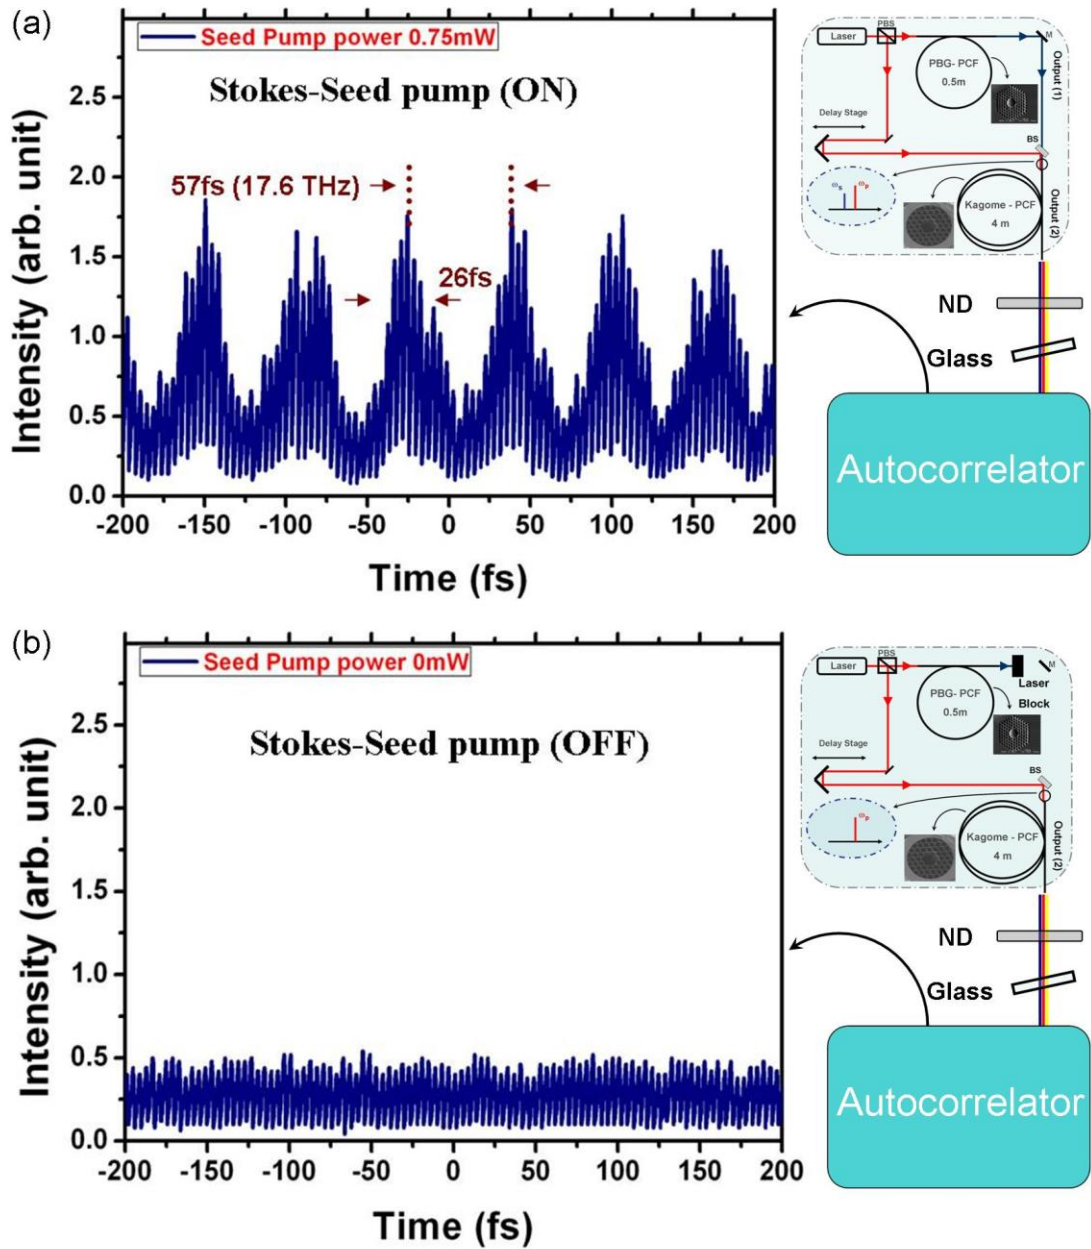 (a)
Seed Pump power 0.75mW
Stokes-Seed pump (ON)
57fs (17.6 THz)
26fs
Intensity (arb. unit)
2.5
2.0
1.5
1.0
0.5
0.0
-200 -150 -100 -50 0 50 100 150 200
Time (fs)
Laser
PBS
M
PBG- PCF
0.5m
Output (1)
Delay Stage
BS
ωs
ωp
Kagome - PCF
4 m
Output (2)
ND
Glass
Autocorrelator
(b)
Seed Pump power 0mW
Stokes-Seed pump (OFF)
Intensity (arb. unit)
2.5
2.0
1.5
1.0
0.5
0.0
-200 -150 -100 -50 0 50 100 150 200
Time (fs)
Laser
PBS
M
Laser
Block
PBG- PCF
0.5m
Delay Stage
BS
ωp
Kagome - PCF
4 m
Output (2)
ND
Glass
Autocorrelator